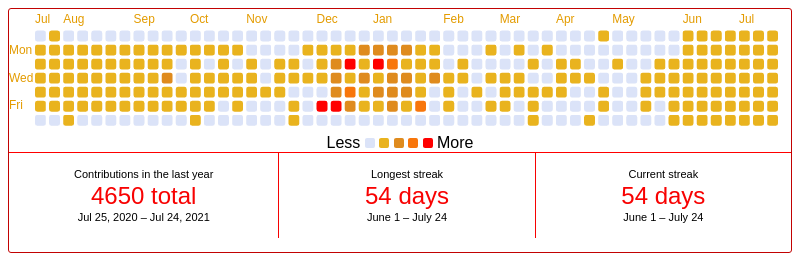 Jul Aug Sep Oct Nov Dec Jan Feb Mar Apr May Jun Jul
Mon
Wed
Fri
Less More
Contributions in the last year
4650 total
Jul 25, 2020 – Jul 24, 2021
Longest streak
54 days
June 1 – July 24
Current streak
54 days
June 1 – July 24